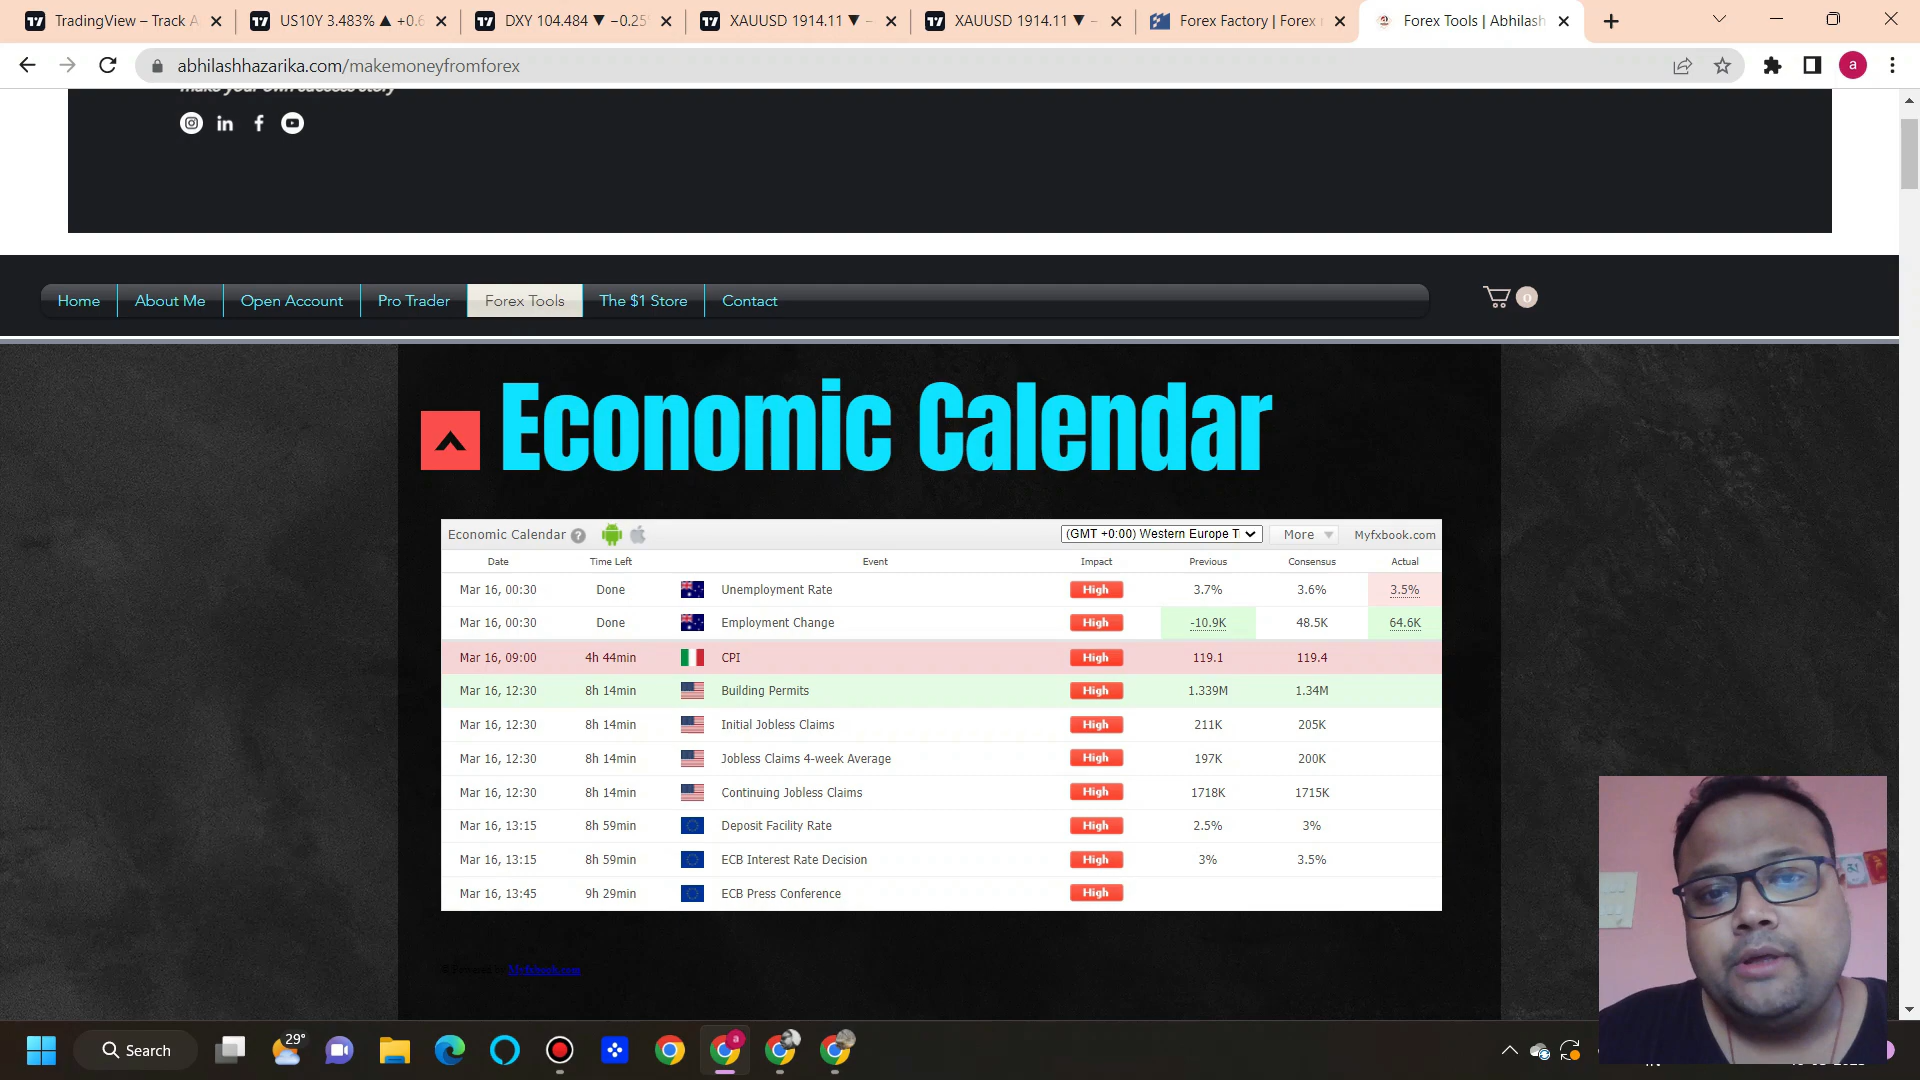 TradingView – Track A
US10Y 3.483% ▲ +0.6
DXY 104.484 ▼ −0.25
XAUUSD 1914.11 ▼ −
XAUUSD 1914.11 ▼ −
Forex Factory | Forex
Forex Tools | Abhilash
abhilashhazarika.com/makemoneyfromforex
a
make your own success story
Home
About Me
Open Account
Pro Trader
Forex Tools
The $1 Store
Contact
0
Economic Calendar
Economic Calendar ? (GMT +0:00) Western Europe T More Myfxbook.com
Date Time Left Event Impact Previous Consensus Actual
Mar 16, 00:30 Done Unemployment Rate High 3.7% 3.6% 3.5%
Mar 16, 00:30 Done Employment Change High -10.9K 48.5K 64.6K
Mar 16, 09:00 4h 44min CPI High 119.1 119.4
Mar 16, 12:30 8h 14min Building Permits High 1.339M 1.34M
Mar 16, 12:30 8h 14min Initial Jobless Claims High 211K 205K
Mar 16, 12:30 8h 14min Jobless Claims 4-week Average High 197K 200K
Mar 16, 12:30 8h 14min Continuing Jobless Claims High 1718K 1715K
Mar 16, 13:15 8h 59min Deposit Facility Rate High 2.5% 3%
Mar 16, 13:15 8h 59min ECB Interest Rate Decision High 3% 3.5%
Mar 16, 13:45 9h 29min ECB Press Conference High
© Powered by Myfxbook.com
Search
29°
a